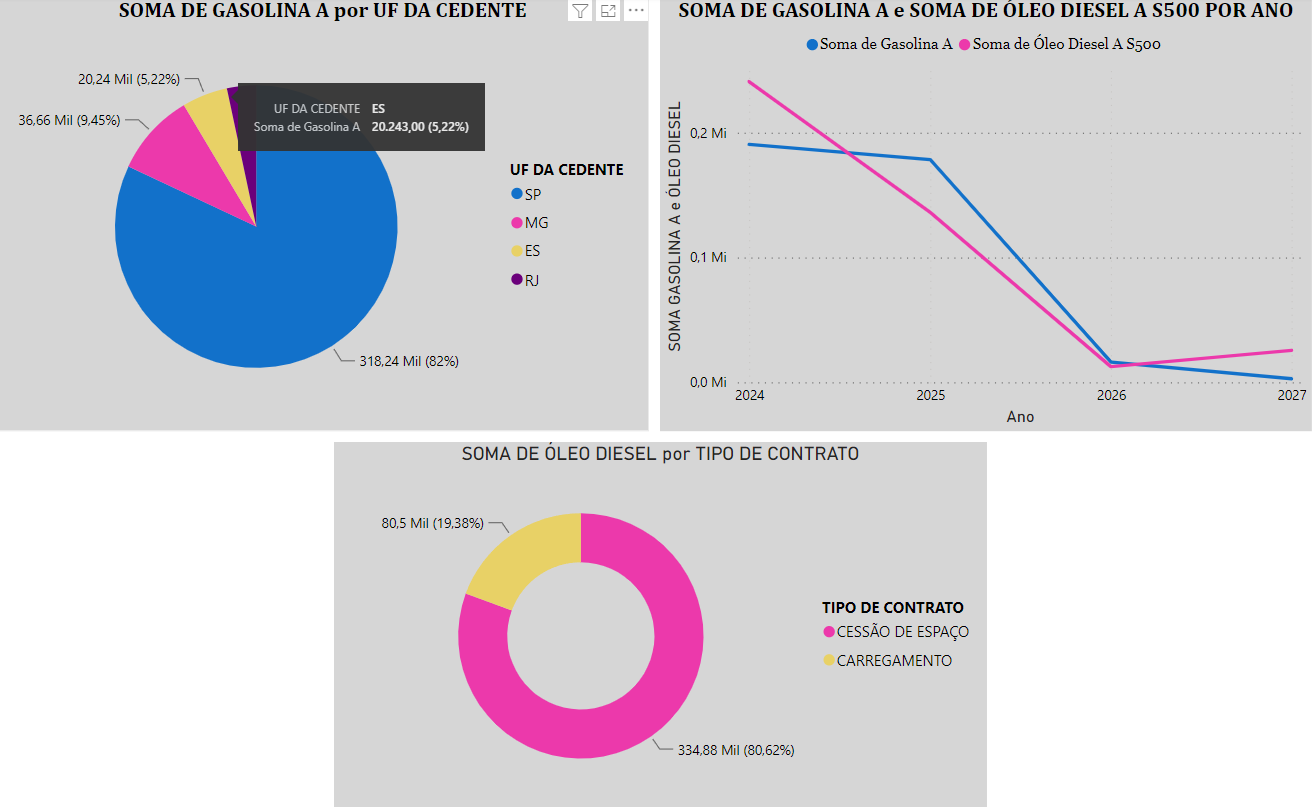 SOMA DE GASOLINA A por UF DA CEDENTE
20,24 Mil (5,22%)
36,66 Mil (9,45%)
UF DA CEDENTE ES
Soma de Gasolina A 20.243,00 (5,22%)
UF DA CEDENTE
SP
MG
ES
RJ
318,24 Mil (82%)
SOMA DE GASOLINA A e SOMA DE ÓLEO DIESEL A S500 POR ANO
Soma de Gasolina A Soma de Óleo Diesel A S500
SOMA GASOLINA A e ÓLEO DIESEL
0,2 Mi
0,1 Mi
0,0 Mi
2024 2025 2026 2027
Ano
SOMA DE ÓLEO DIESEL por TIPO DE CONTRATO
80,5 Mil (19,38%)
TIPO DE CONTRATO
CESSÃO DE ESPAÇO
CARREGAMENTO
334,88 Mil (80,62%)